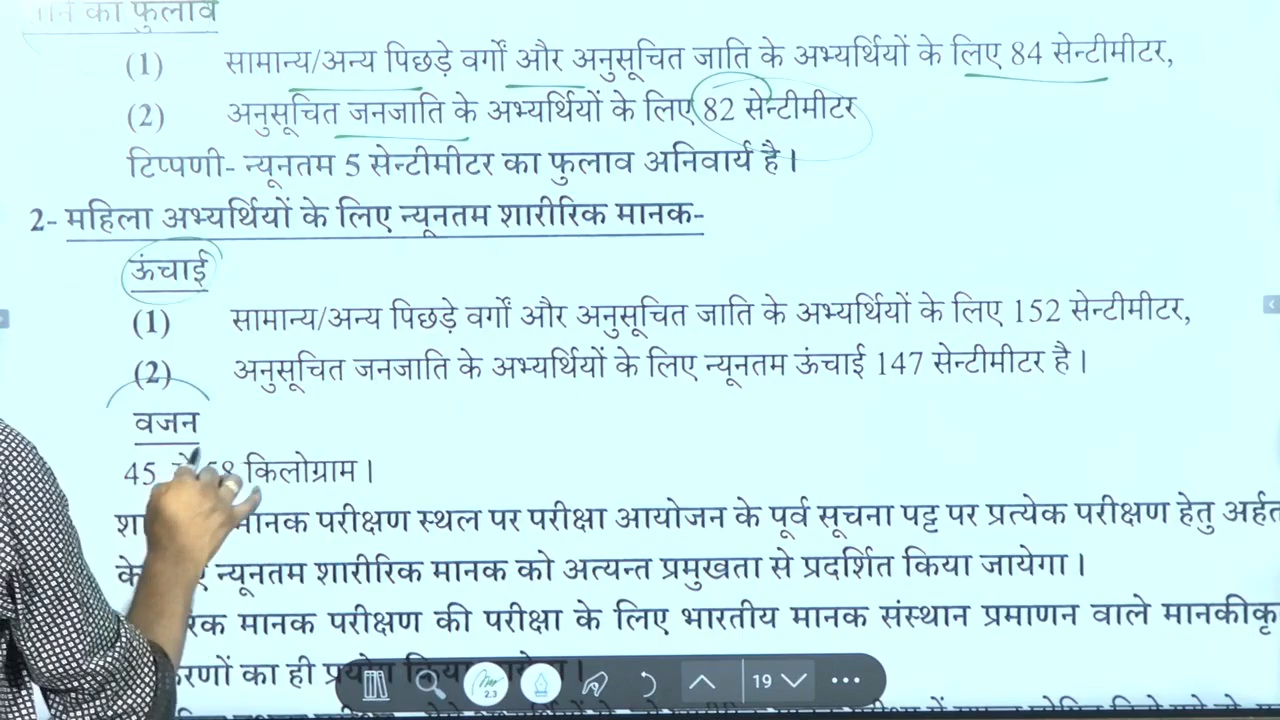 का फुलाव
(1) सामान्य/अन्य पिछड़े वर्गों और अनुसूचित जाति के अभ्यर्थियों के लिए 84 सेन्टीमीटर,
(2) अनुसूचित जनजाति के अभ्यर्थियों के लिए 82 सेन्टीमीटर
टिप्पणी- न्यूनतम 5 सेन्टीमीटर का फुलाव अनिवार्य है।
2- महिला अभ्यर्थियों के लिए न्यूनतम शारीरिक मानक-
ऊंचाई
(1) सामान्य/अन्य पिछड़े वर्गों और अनुसूचित जाति के अभ्यर्थियों के लिए 152 सेन्टीमीटर,
(2) अनुसूचित जनजाति के अभ्यर्थियों के लिए न्यूनतम ऊंचाई 147 सेन्टीमीटर है।
वजन
45 58 किलोग्राम।
मानक परीक्षण स्थल पर परीक्षा आयोजन के पूर्व सूचना पट्ट पर प्रत्येक परीक्षण हेतु
न्यूनतम शारीरिक मानक को अत्यन्त प्रमुखता से प्रदर्शित किया जायेगा।
मानक परीक्षण की परीक्षा के लिए भारतीय मानक संस्थान प्रमाणन वाले
का ही
2.3
19